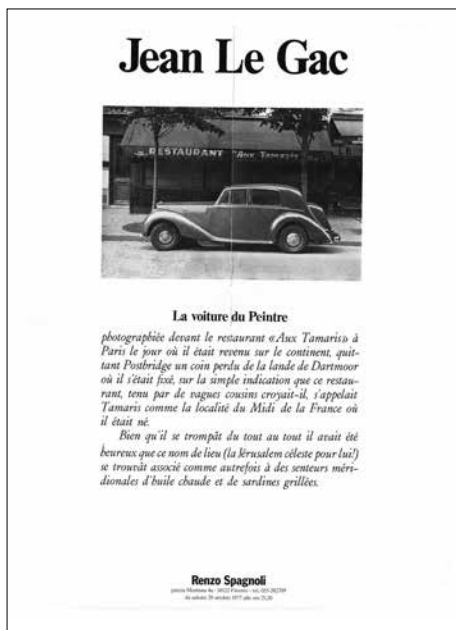 Jean Le Gac
RESTAURANT "Aux Tamaris"
La voiture du Peintre
photographiée devant le restaurant «Aux Tamaris» à
Paris le jour où il était revenu sur le continent, quit-
tant Postbridge un coin perdu de la lande de Dartmoor
où il s'était fixé, sur la simple indication que ce restau-
rant, tenu par de vagues cousins croyait-il, s'appelait
Tamaris comme la localité du Midi de la France où
il était né.
Bien qu'il se trompât du tout au tout il avait été
heureux que ce nom de lieu (la Jérusalem céleste pour lui!)
se trouvât associé comme autrefois à des senteurs méri-
dionales d'huile chaude et de sardines grillées.
Renzo Spagnoli